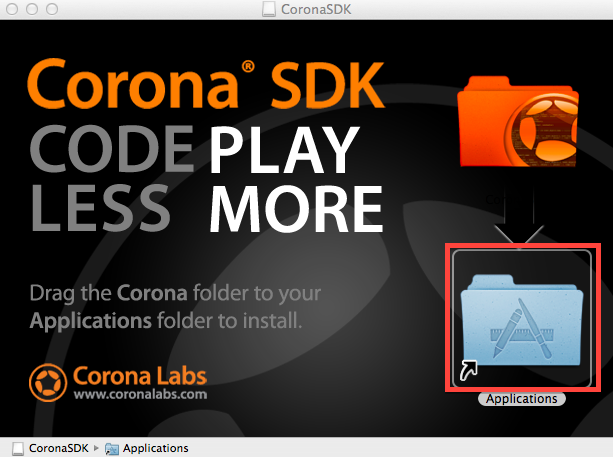 CoronaSDK
Corona® SDK
CODE PLAY
LESS MORE
Drag the Corona folder to your
Applications folder to install.
Corona Labs
www.coronalabs.com
Applications
CoronaSDK ▸ Applications